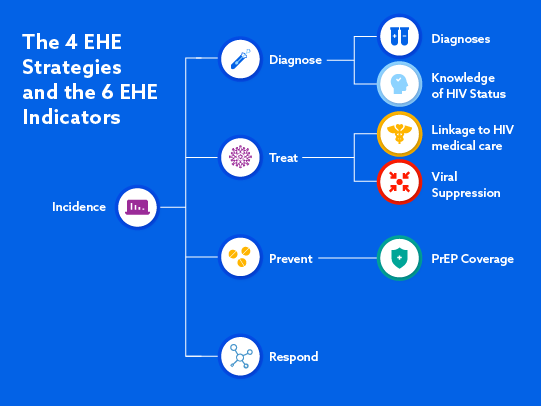 The 4 EHE
Strategies
and the 6 EHE
Indicators
Incidence
Diagnose
Diagnoses
Knowledge
of HIV Status
Treat
Linkage to HIV
medical care
Viral
Suppression
Prevent
PrEP Coverage
Respond